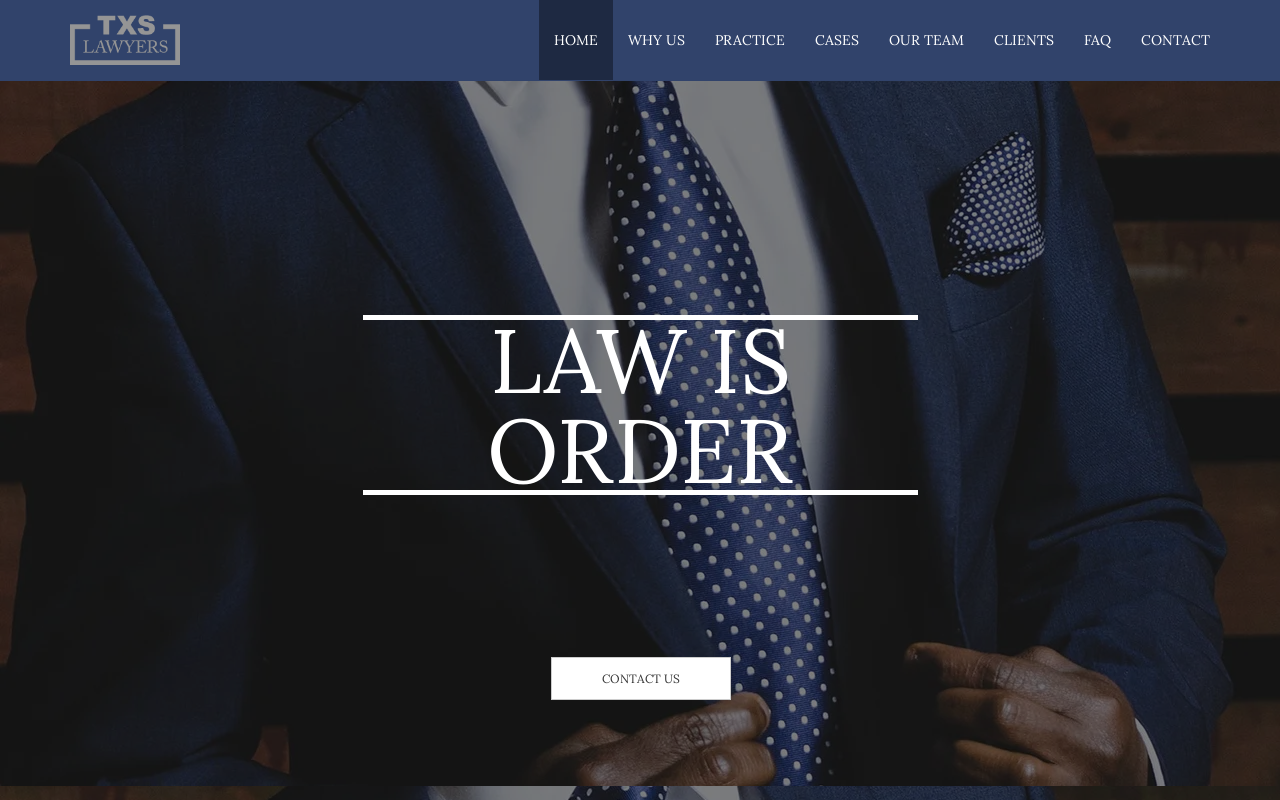 TXS
LAWYERS
HOME WHY US PRACTICE CASES OUR TEAM CLIENTS FAQ CONTACT
LAW IS
ORDER
CONTACT US